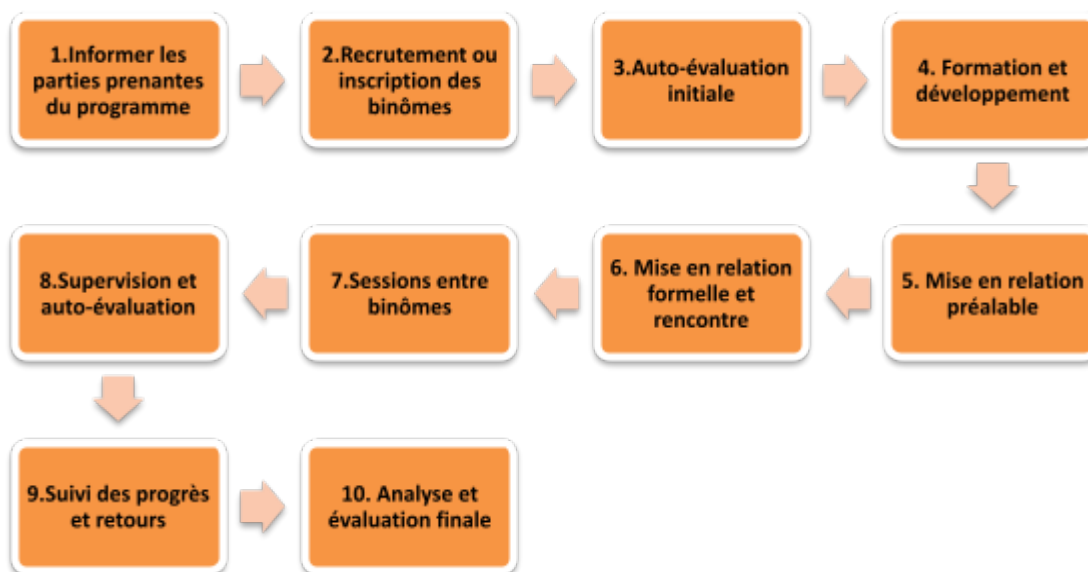 1.Informer les
parties prenantes
du programme
2.Recrutement ou
inscription des
binômes
3.Auto-évaluation
initiale
4. Formation et
développement
5. Mise en relation
préalable
6. Mise en relation
formelle et
rencontre
7.Sessions entre
binômes
8.Supervision et
auto-évaluation
9.Suivi des progrès
et retours
10. Analyse et
évaluation finale